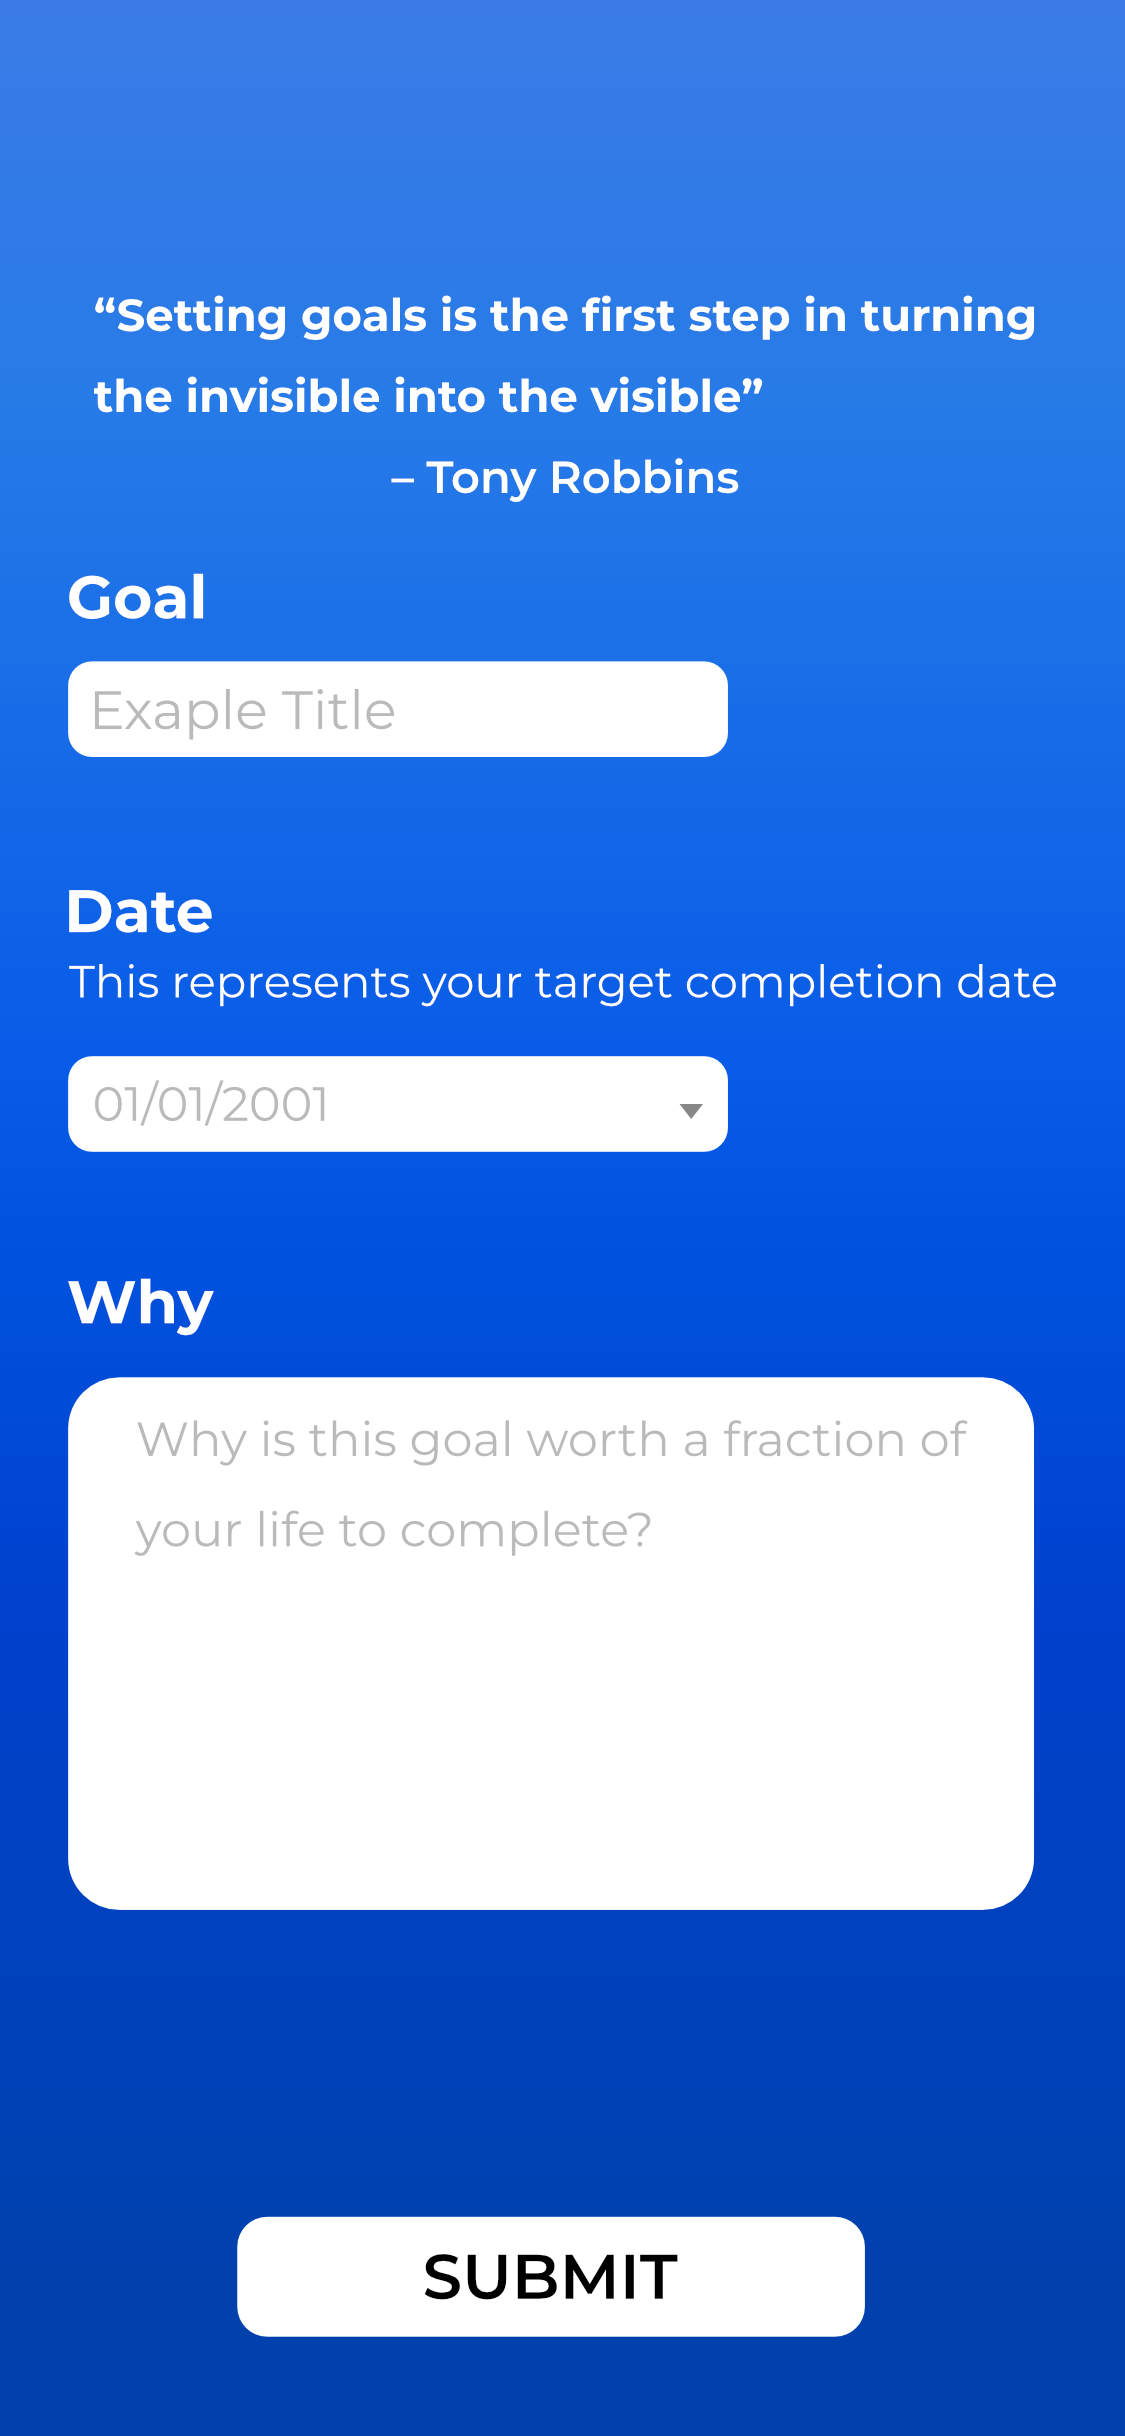 “Setting goals is the first step in turning
the invisible into the visible”
– Tony Robbins
Goal
Exaple Title
Date
This represents your target completion date
01/01/2001
Why
Why is this goal worth a fraction of
your life to complete?
SUBMIT